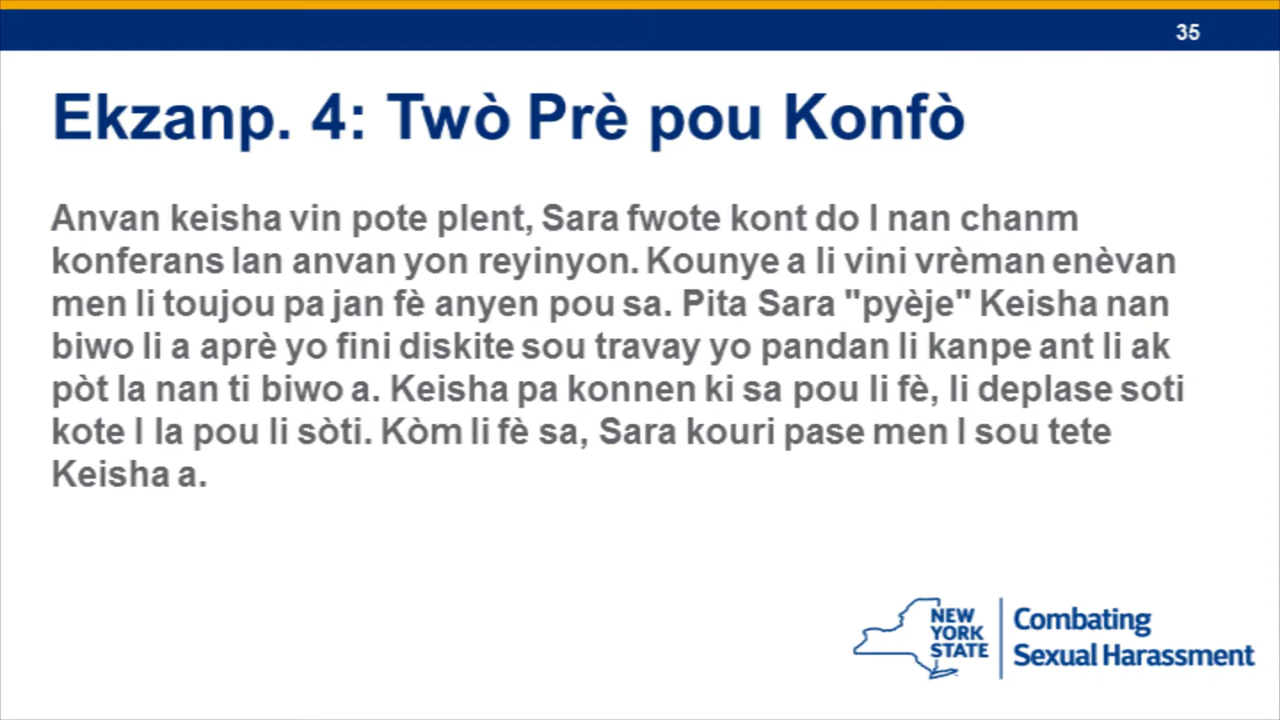 35
Ekzanp. 4: Twò Prè pou Konfò
Anvan keisha vin pote plent, Sara fwote kont do l nan chanm
konferans lan anvan yon reyinyon. Kounye a li vini vrèman enèvan
men li toujou pa jan fè anyen pou sa. Pita Sara "pyèje" Keisha nan
biwo li a aprè yo fini diskite sou travay yo pandan li kanpe ant li ak
pòt la nan ti biwo a. Keisha pa konnen ki sa pou li fè, li deplase soti
kote l la pou li sòti. Kòm li fè sa, Sara kouri pase men l sou tete
Keisha a.
NEW
YORK
STATE
Combating
Sexual Harassment